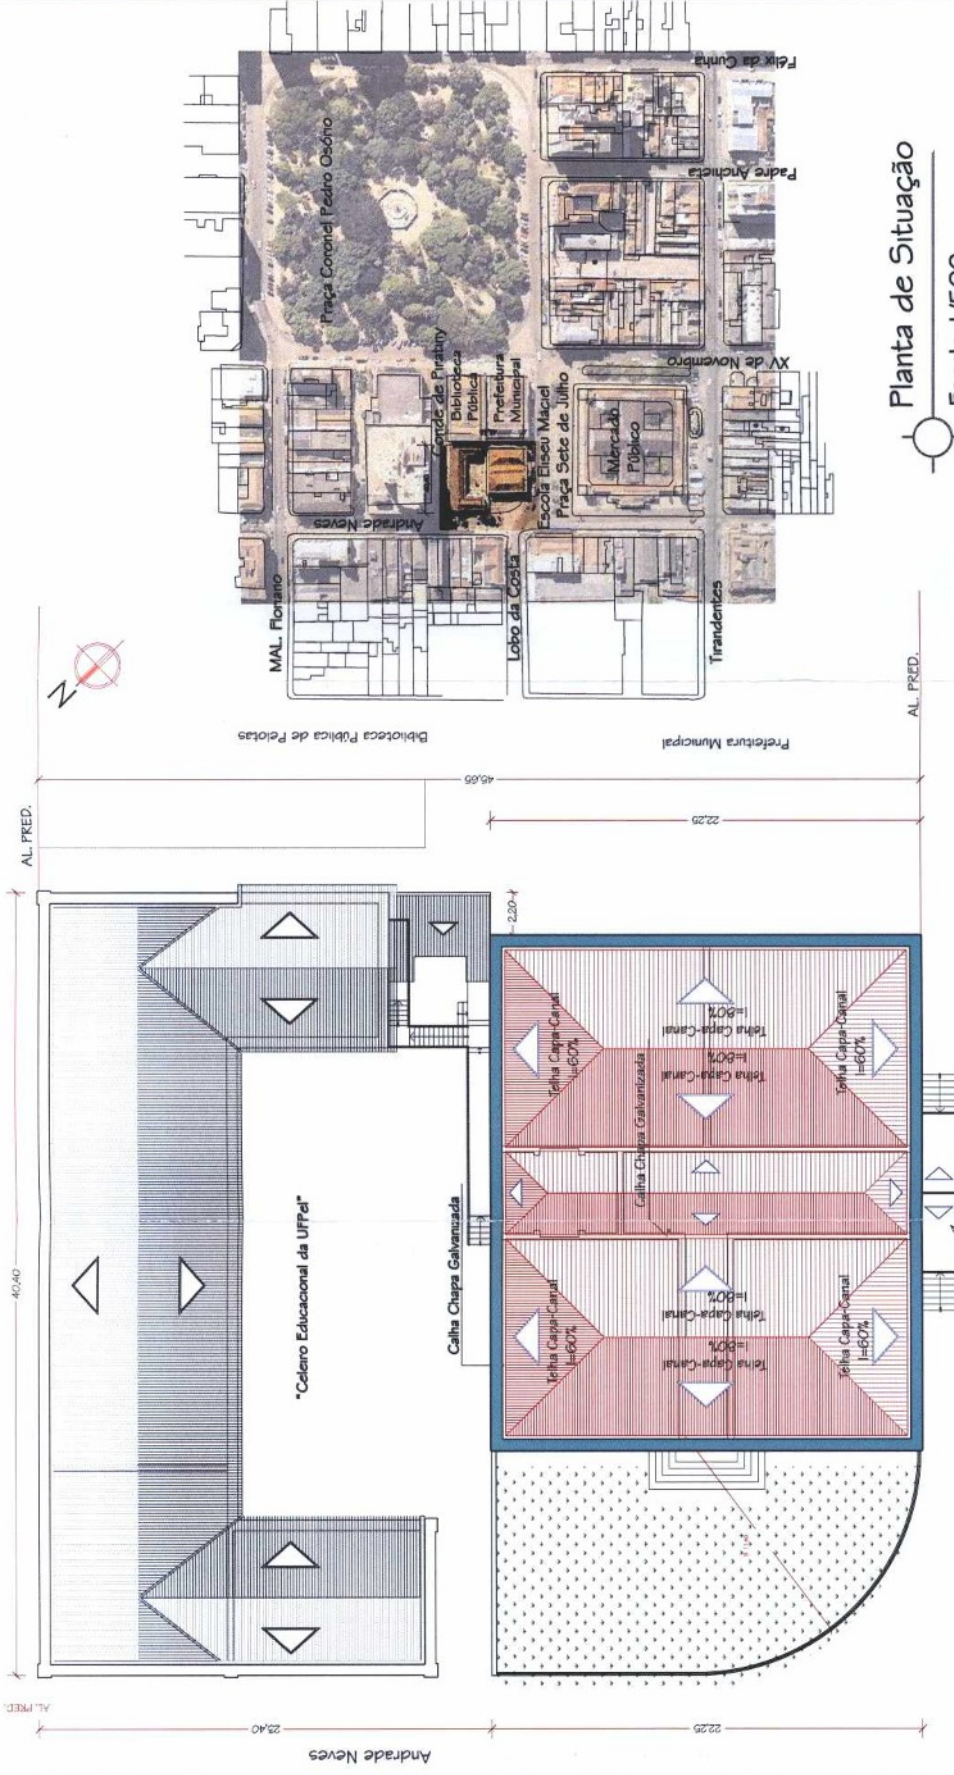 Félix da Cunha
Praça Coronel Pedro Osório
Padre Anchieta
Planta de Situação
XV de Novembro
Conde de Piratiny
Biblioteca
Pública
Prefeitura
Municipal
Escola Eliseu Maciel
Praça Sete de Julho
Mercado
Público
Andrade Neves
MAL. Floriano
Lobo da Costa
Tirandentes
N
AL. PRED.
Biblioteca Pública de Pelotas
Prefeitura Municipal
45,65
AL. PRED.
22,25
2,20
40,40
"Celeiro Educacional da UFPel"
Calha Chapa Galvanizada
Telha Capa-Canal
I=60%
Telha Capa-Canal
I=80%
Telha Capa-Canal
I=80%
Telha Capa-Canal
I=60%
Calha Chapa Galvanizada
Telha Capa-Canal
I=60%
Telha Capa-Canal
I=80%
Telha Capa-Canal
I=80%
Telha Capa-Canal
I=60%
AL. PRED.
23,40
22,25
Andrade Neves